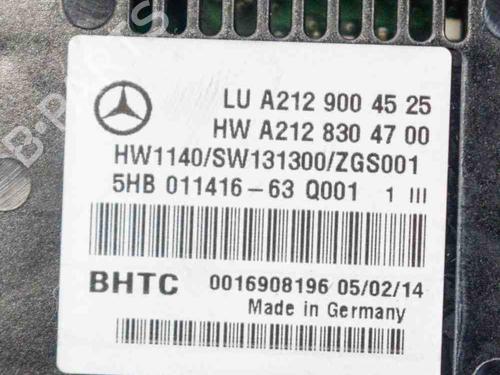 LU A212 900 45 25
HW A212 830 47 00
HW1140/SW131300/ZGS001
5HB 011416-63 Q001 1 III
BHTC 0016908196 05/02/14
Made in Germany
B-PARTS